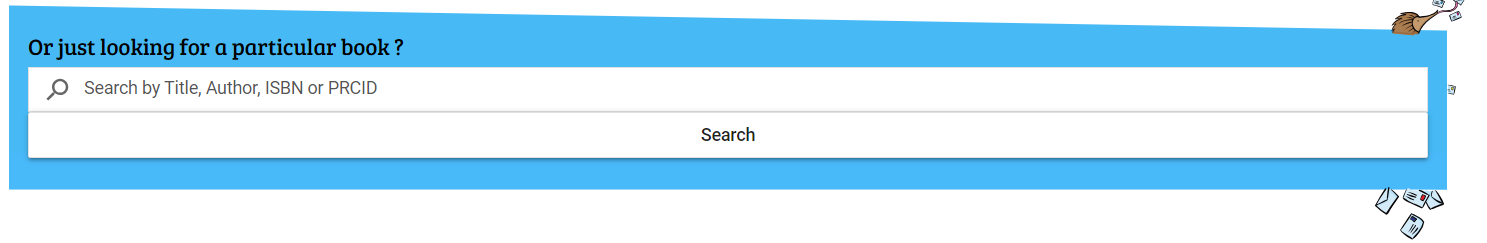 Or just looking for a particular book ?
Search by Title, Author, ISBN or PRCID
Search